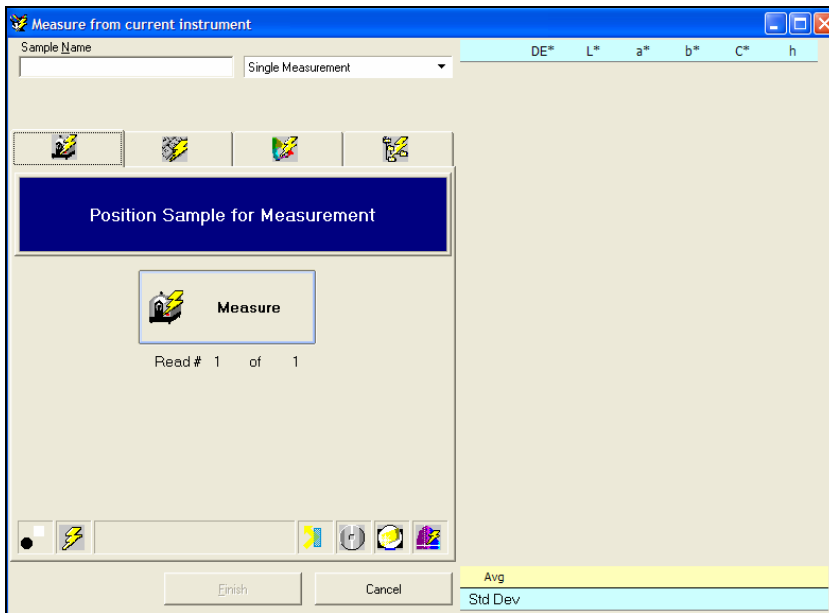 Measure from current instrument
Sample Name
Single Measurement
DE* L* a* b* C* h
Position Sample for Measurement
Measure
Read # 1 of 1
Finish
Cancel
Avg
Std Dev